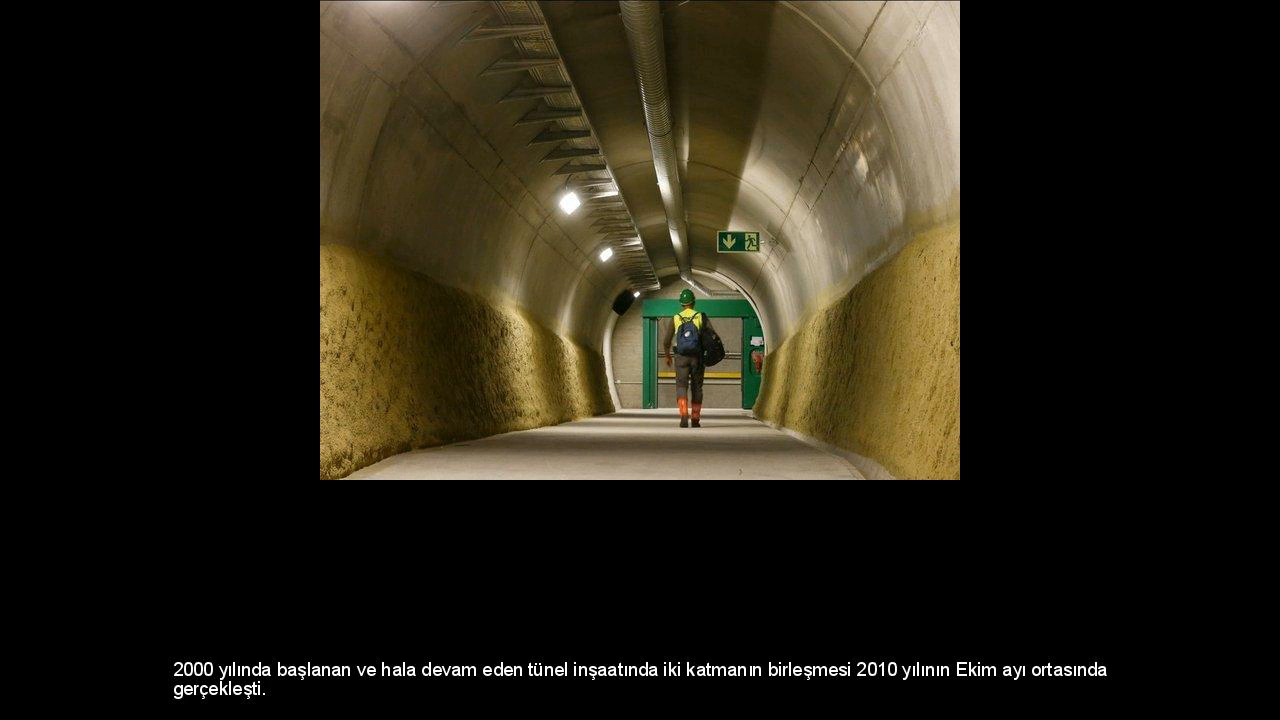 2000 yılında başlanan ve hala devam eden tünel inşaatında iki katmanın birleşmesi 2010 yılının Ekim ayı ortasında
gerçekleşti.